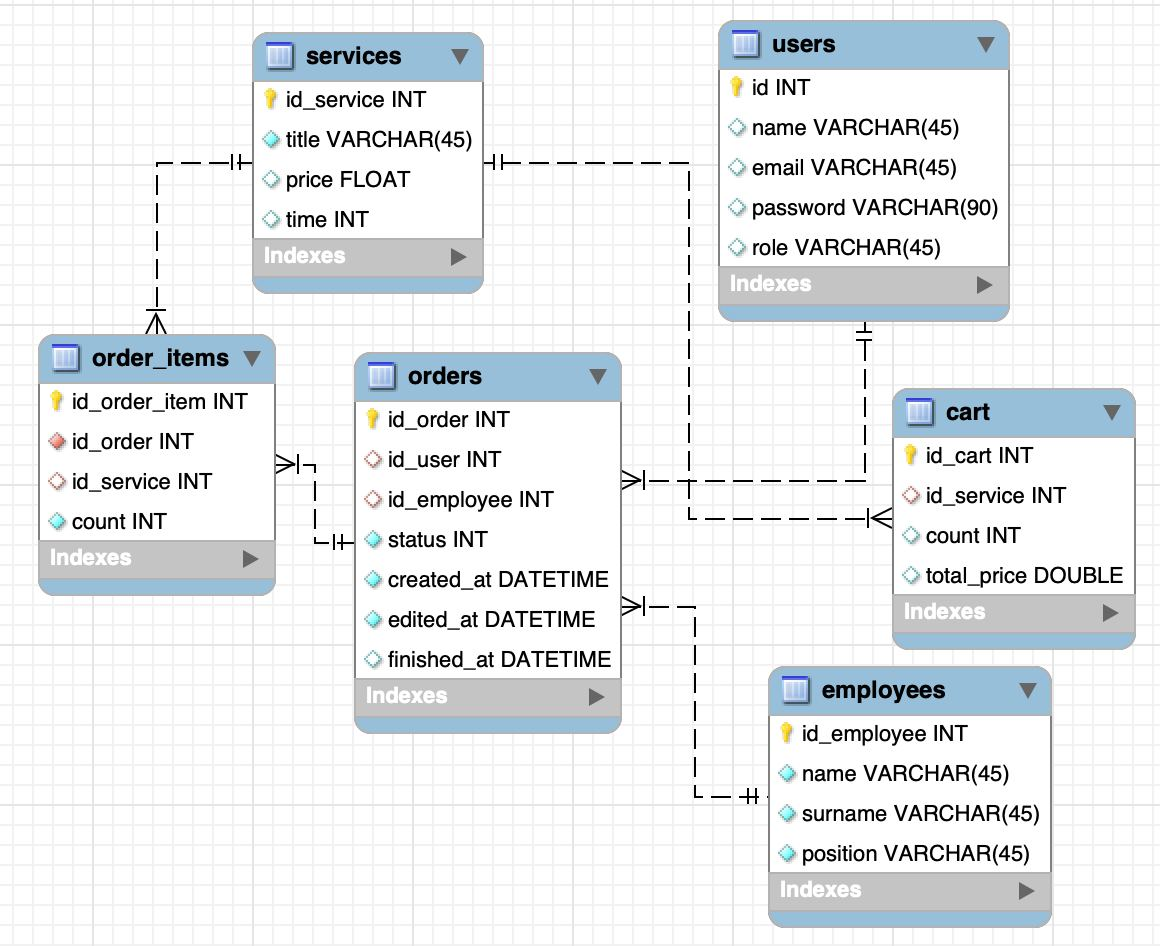 services
id_service INT
title VARCHAR(45)
price FLOAT
time INT
Indexes
users
id INT
name VARCHAR(45)
email VARCHAR(45)
password VARCHAR(90)
role VARCHAR(45)
Indexes
order_items
id_order_item INT
id_order INT
id_service INT
count INT
Indexes
orders
id_order INT
id_user INT
id_employee INT
status INT
created_at DATETIME
edited_at DATETIME
finished_at DATETIME
Indexes
cart
id_cart INT
id_service INT
count INT
total_price DOUBLE
Indexes
employees
id_employee INT
name VARCHAR(45)
surname VARCHAR(45)
position VARCHAR(45)
Indexes